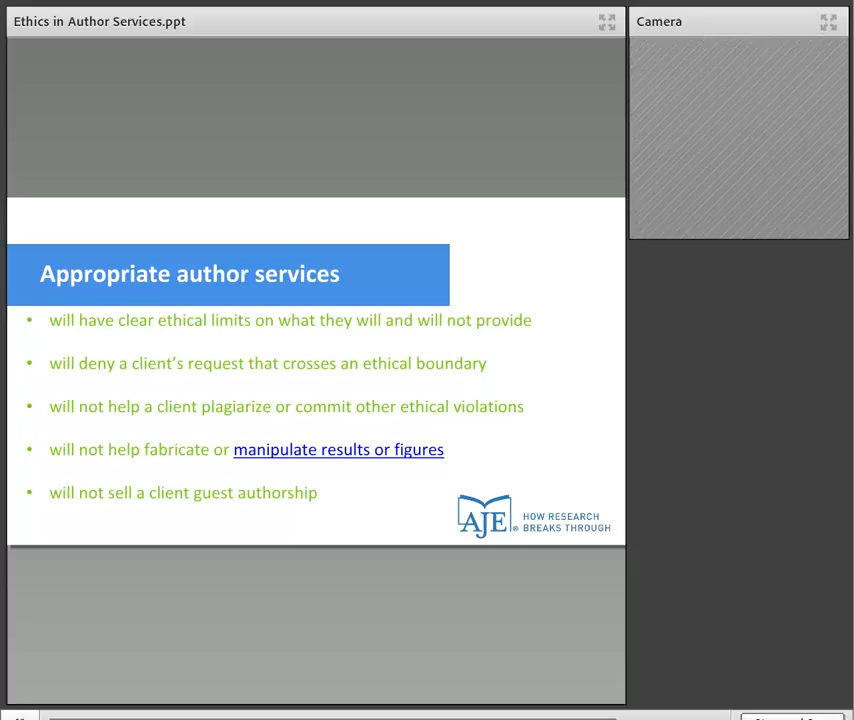 Ethics in Author Services.ppt
Camera
Appropriate author services
• will have clear ethical limits on what they will and will not provide
• will deny a client’s request that crosses an ethical boundary
• will not help a client plagiarize or commit other ethical violations
• will not help fabricate or manipulate results or figures
• will not sell a client guest authorship
AJE® HOW RESEARCH
BREAKS THROUGH